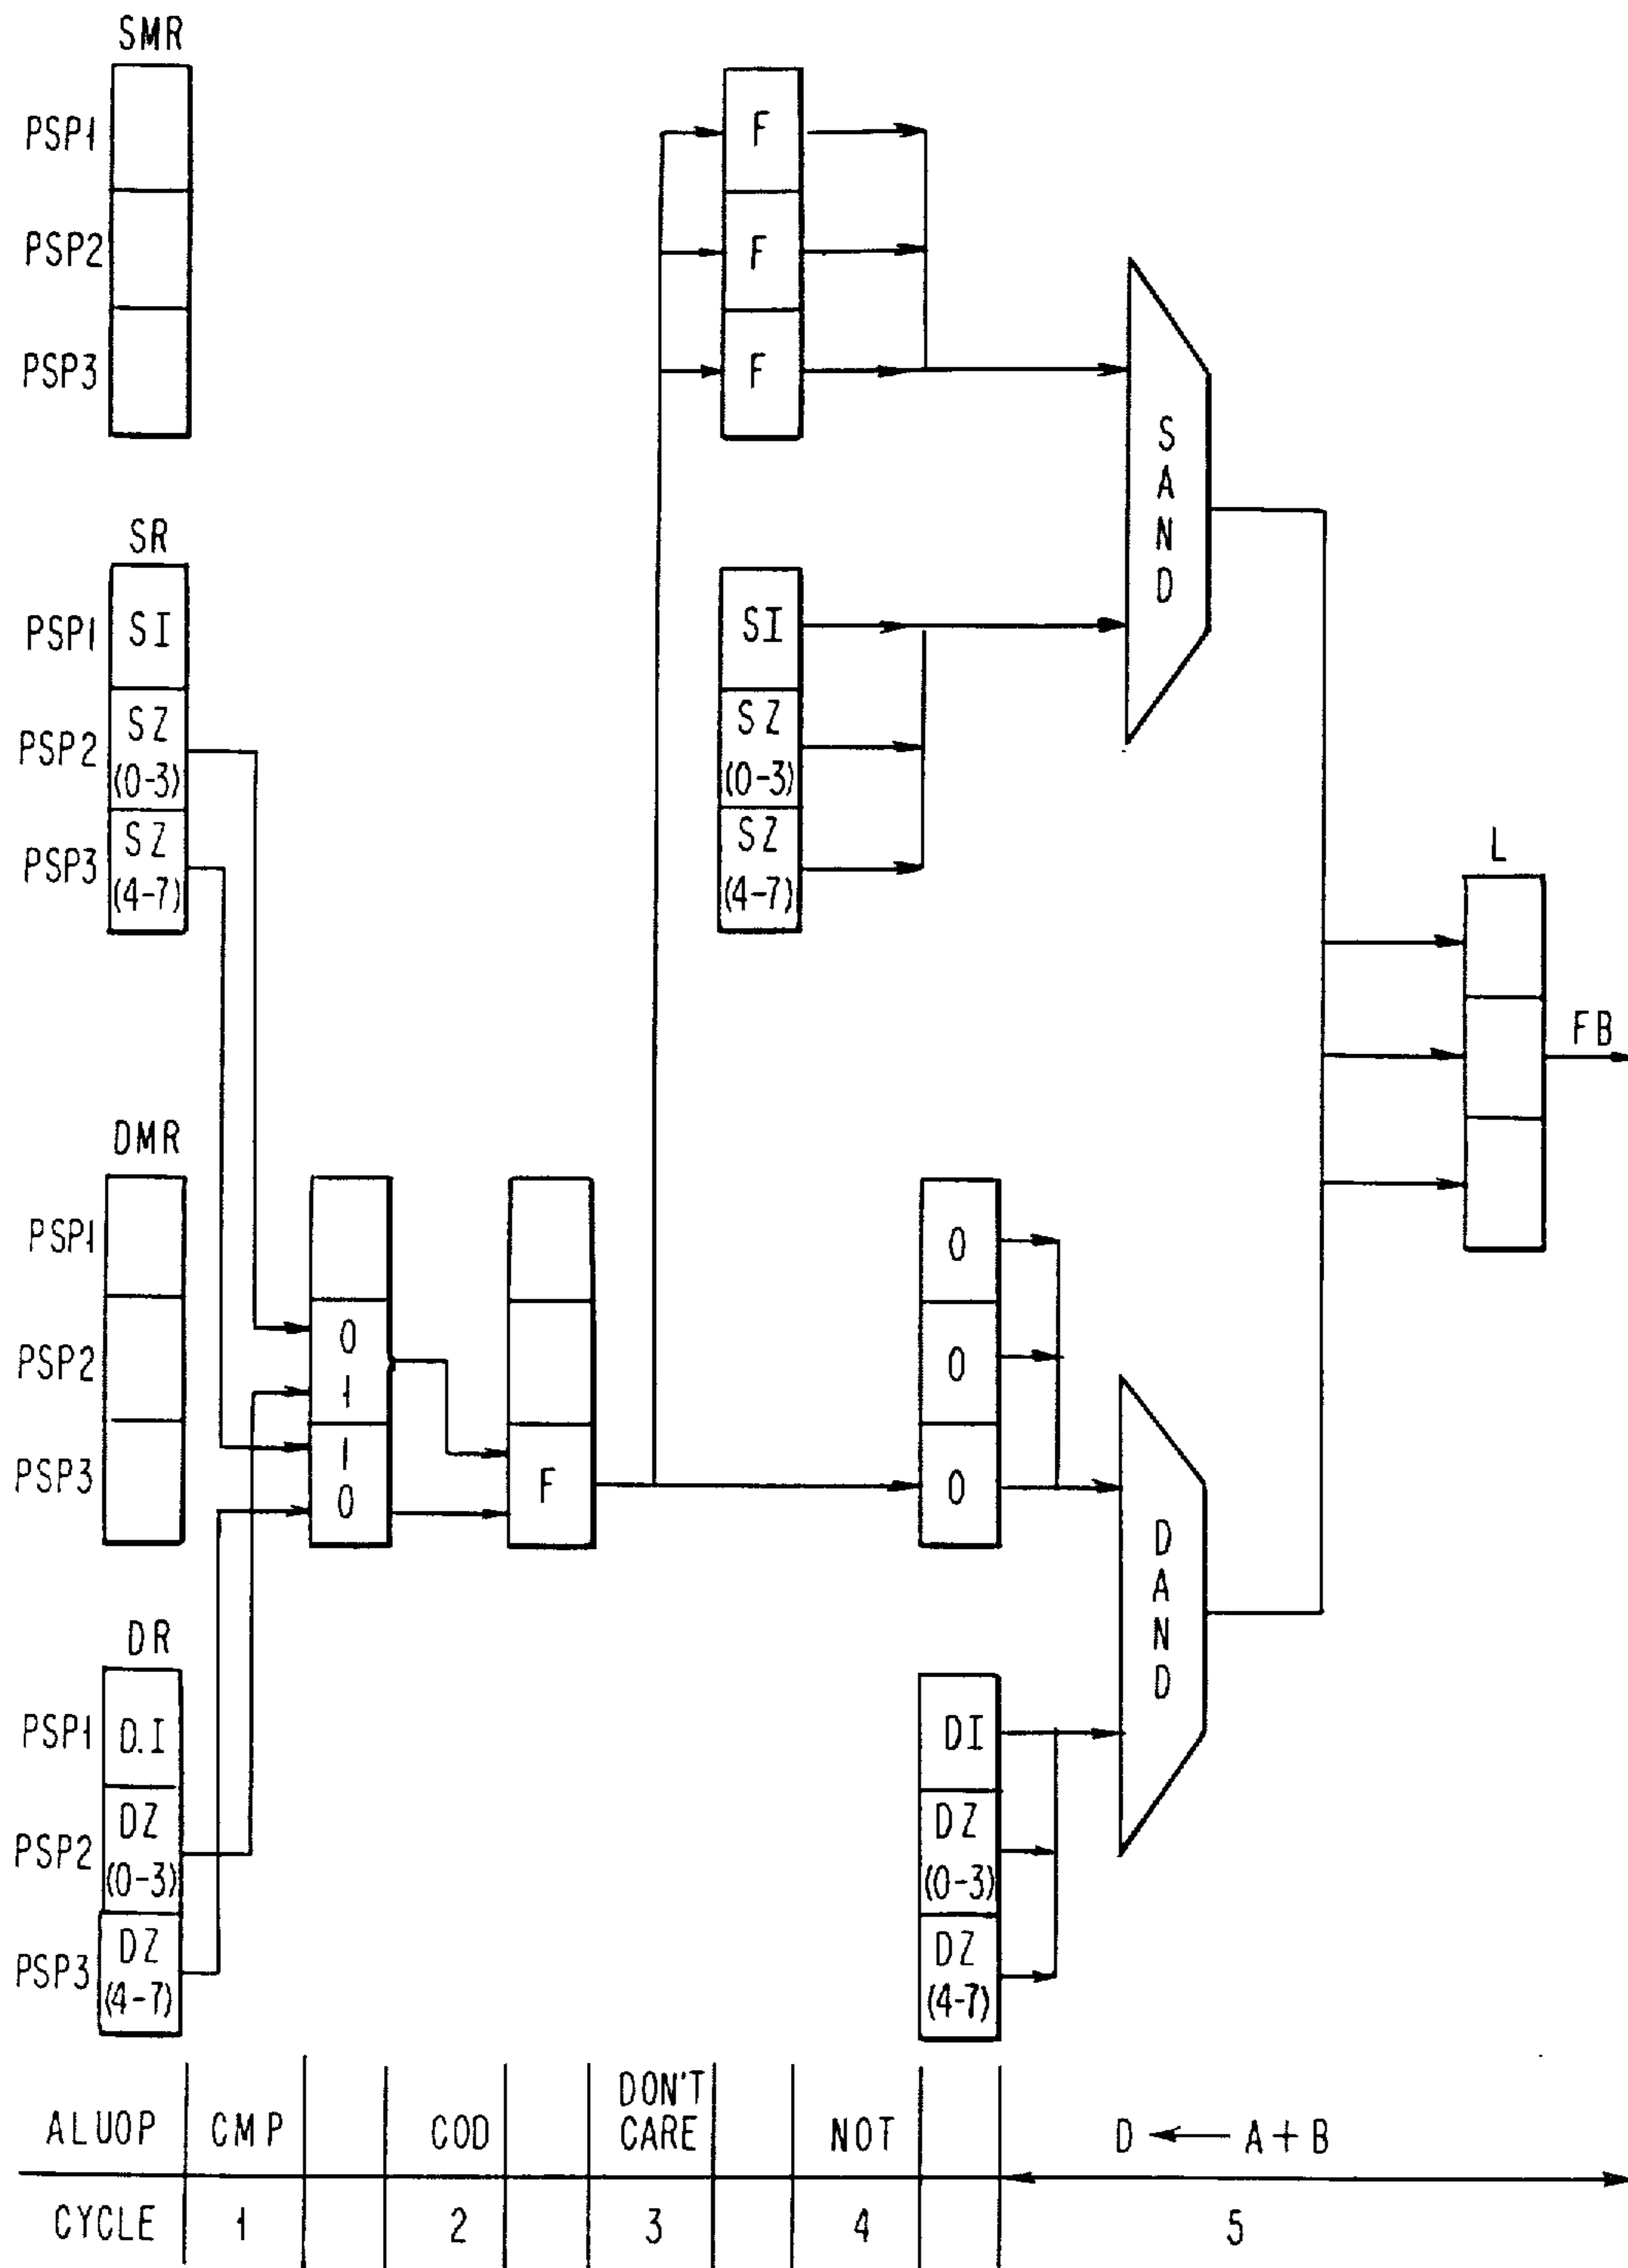 SMR
PSP1
PSP2
PSP3
F
F
F
SAND
SR
PSP1
SI
PSP2
SZ
(0-3)
PSP3
SZ
(4-7)
SI
SZ
(0-3)
SZ
(4-7)
L
FB
DMR
PSP1
PSP2
PSP3
0
1
1
0
F
0
0
0
DAND
DR
PSP1
D.I
PSP2
DZ
(0-3)
PSP3
DZ
(4-7)
DI
DZ
(0-3)
DZ
(4-7)
ALUOP CMP COD DON'T CARE NOT D ← A + B
CYCLE 1 2 3 4 5